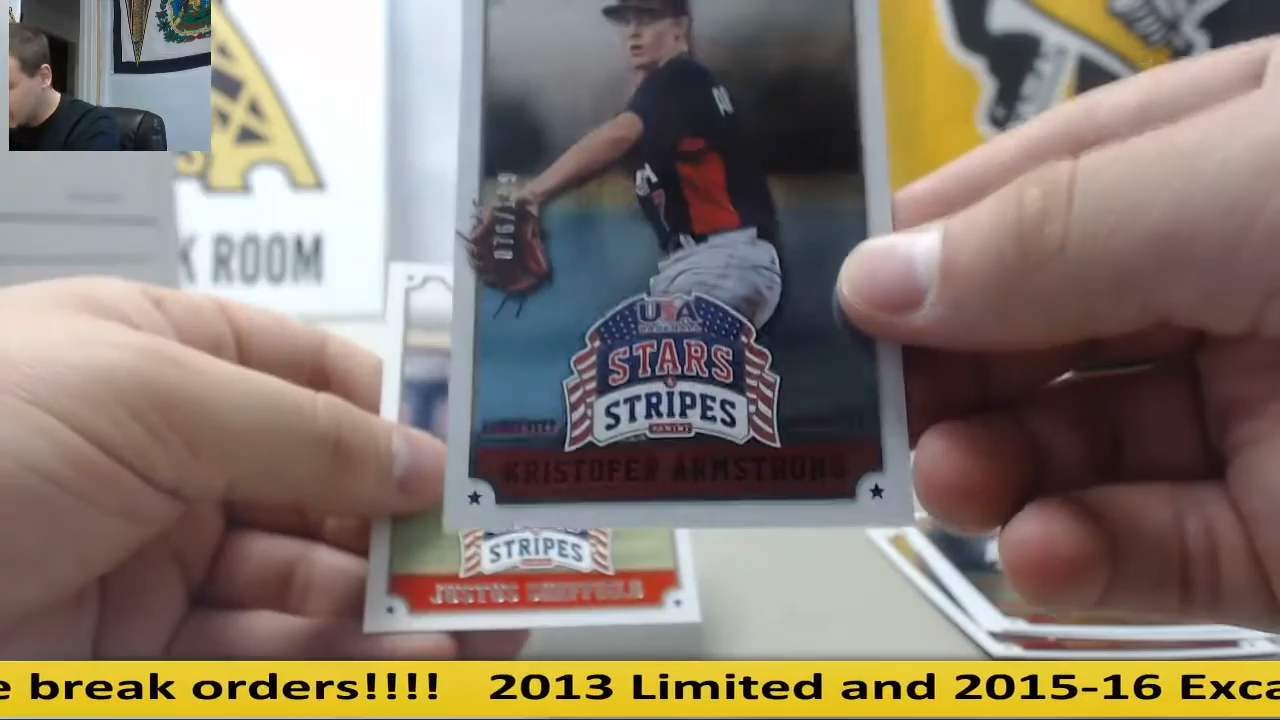 K ROOM
USA
BASEBALL
STARS
STRIPES
PANINI
KRISTOFER ARMSTRONG
STRIPES
JUSTUS SHEFFIELD
e break orders!!!! 2013 Limited and 2015-16 Exca